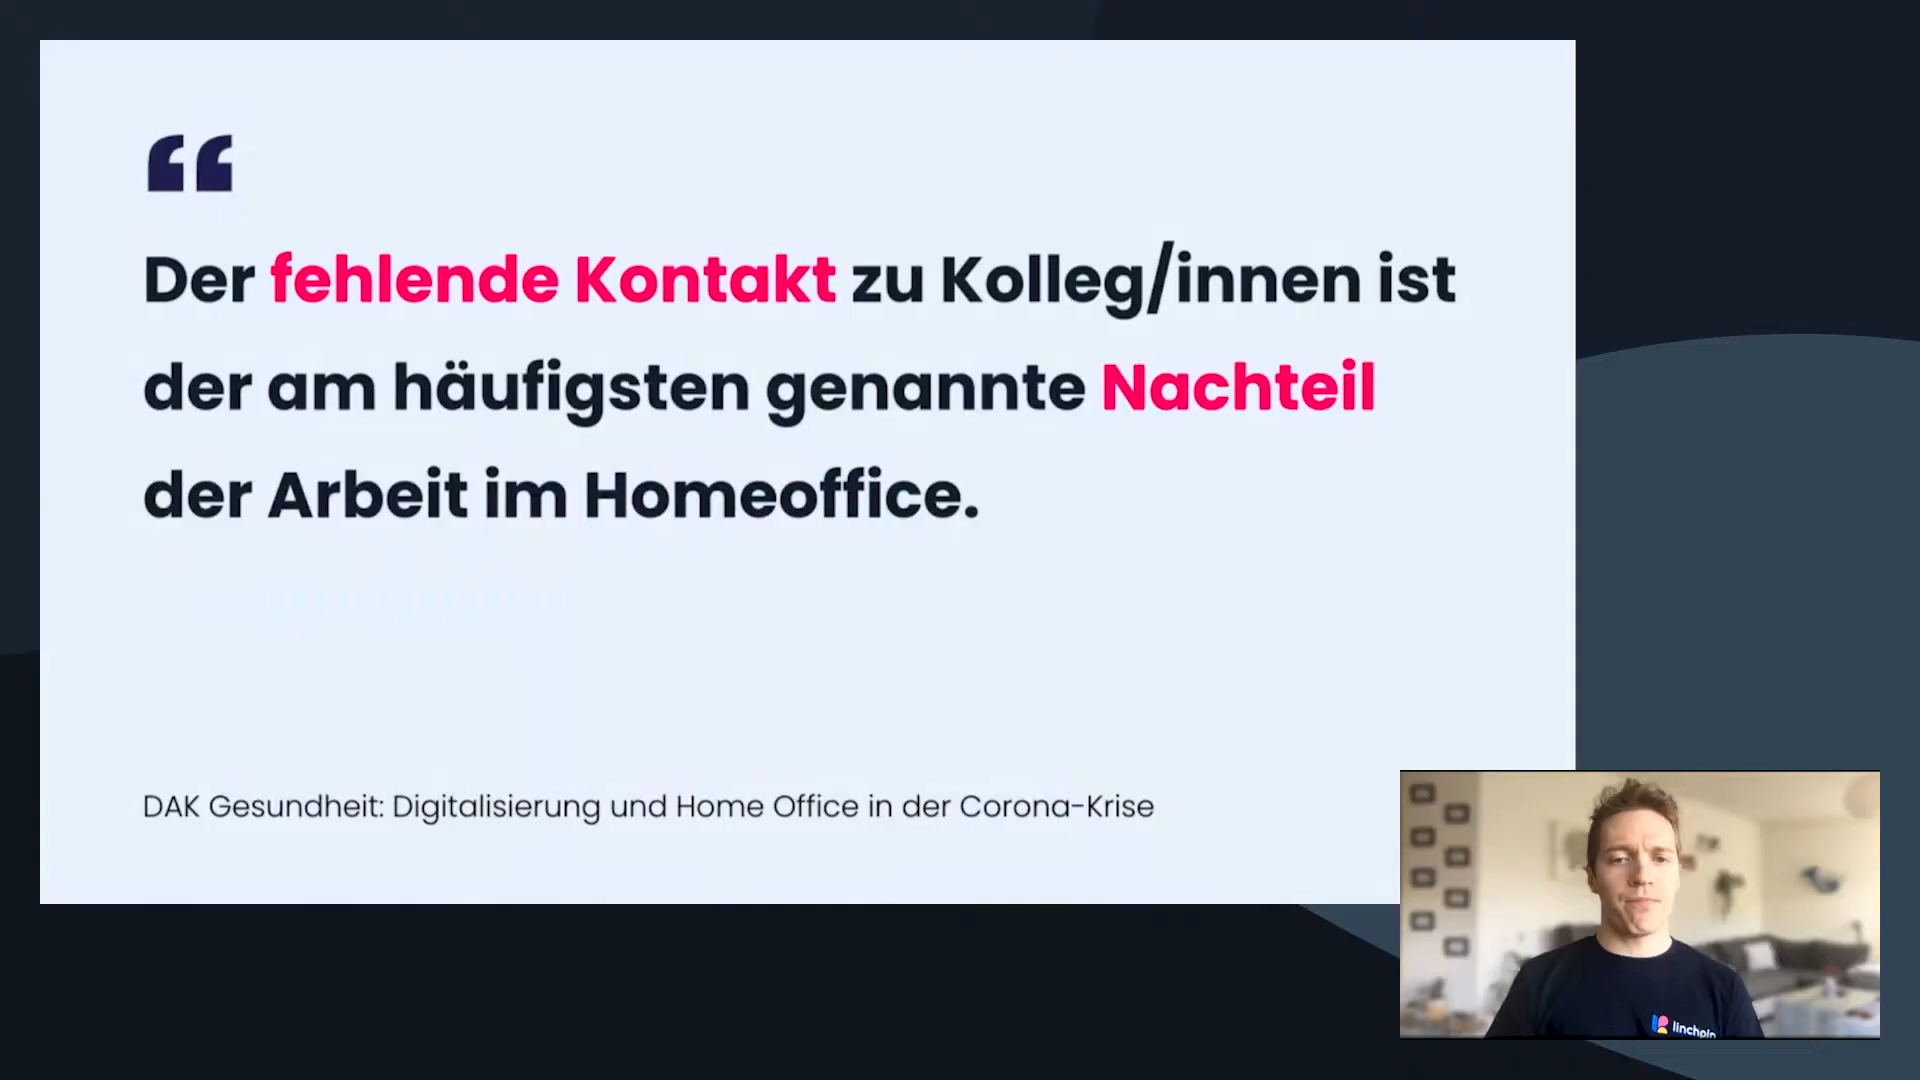 “
Der fehlende Kontakt zu Kolleg/innen ist
der am häufigsten genannte Nachteil
der Arbeit im Homeoffice.
DAK Gesundheit: Digitalisierung und Home Office in der Corona-Krise
linchpin